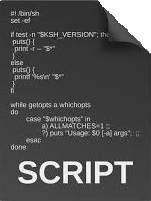 #! /bin/sh
set -ef
if test -n "$KSH_VERSION"; the
puts() {
print -r -- "$*"
}
else
puts() {
printf '%s\n' "$*"
}
fi
while getopts a whichopts
do
case "$whichopts" in
a) ALLMATCHES=1 ;;
?) puts "Usage: $0 [-a] args"; ;;
esac
done
SCRIPT